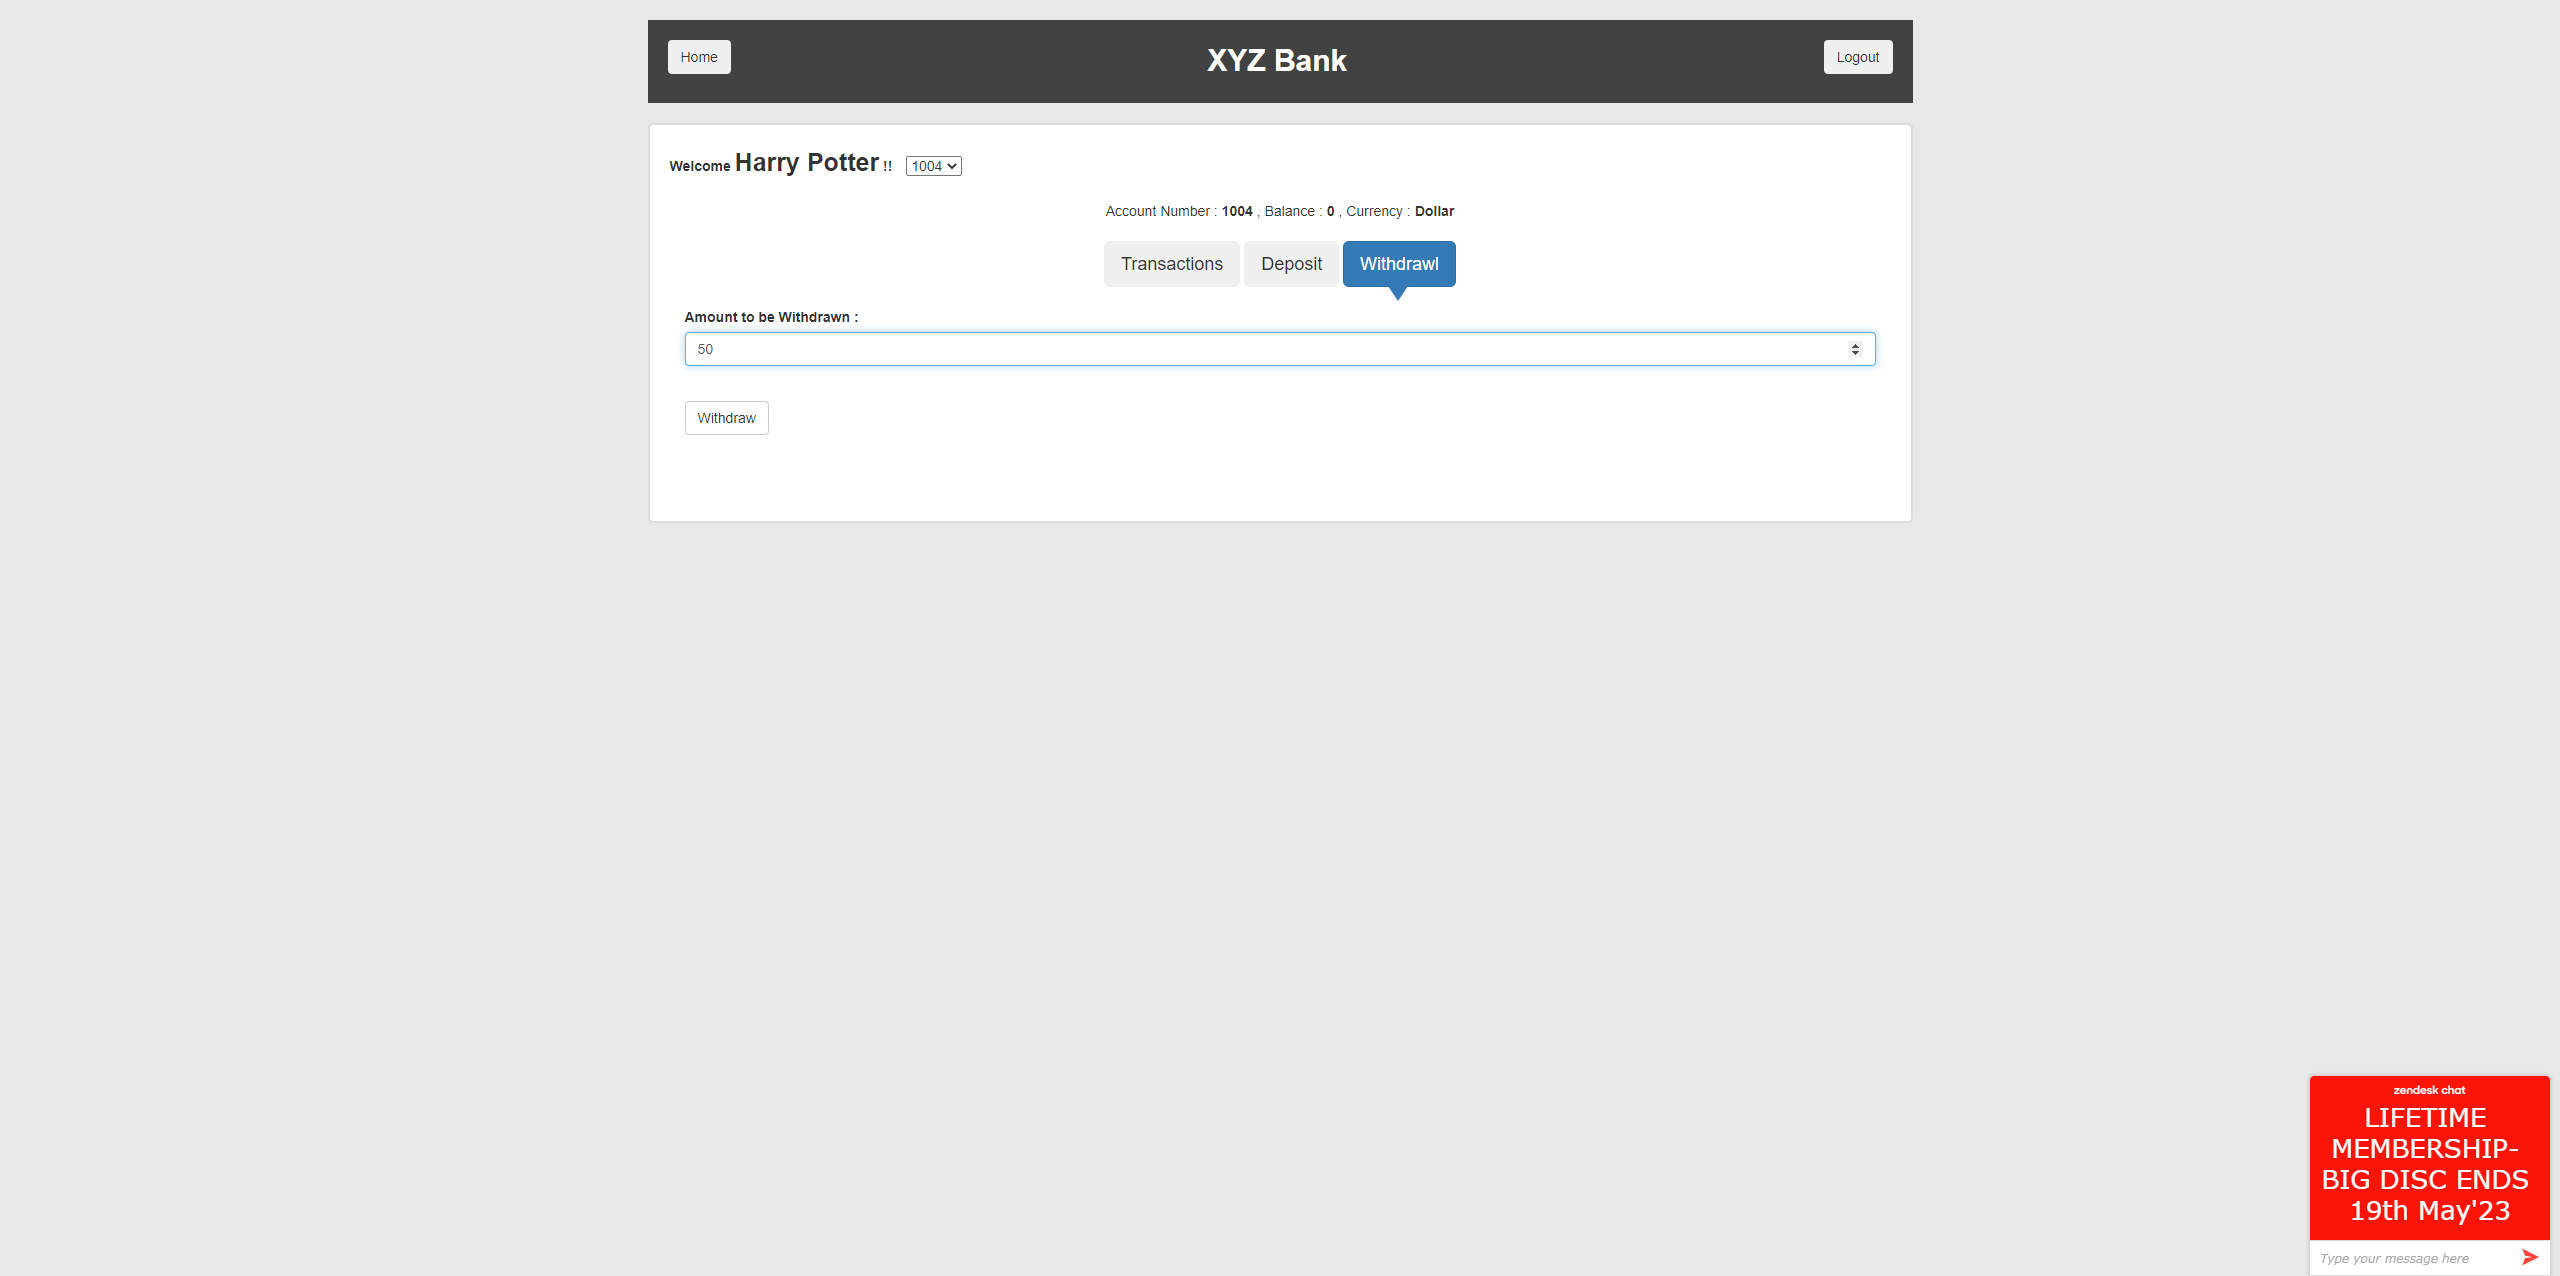 Home
XYZ Bank
Logout
Welcome Harry Potter !! 1004
Account Number : 1004 , Balance : 0 , Currency : Dollar
Transactions
Deposit
Withdrawl
Amount to be Withdrawn :
50
Withdraw
zendesk chat
LIFETIME
MEMBERSHIP-
BIG DISC ENDS
19th May'23
Type your message here